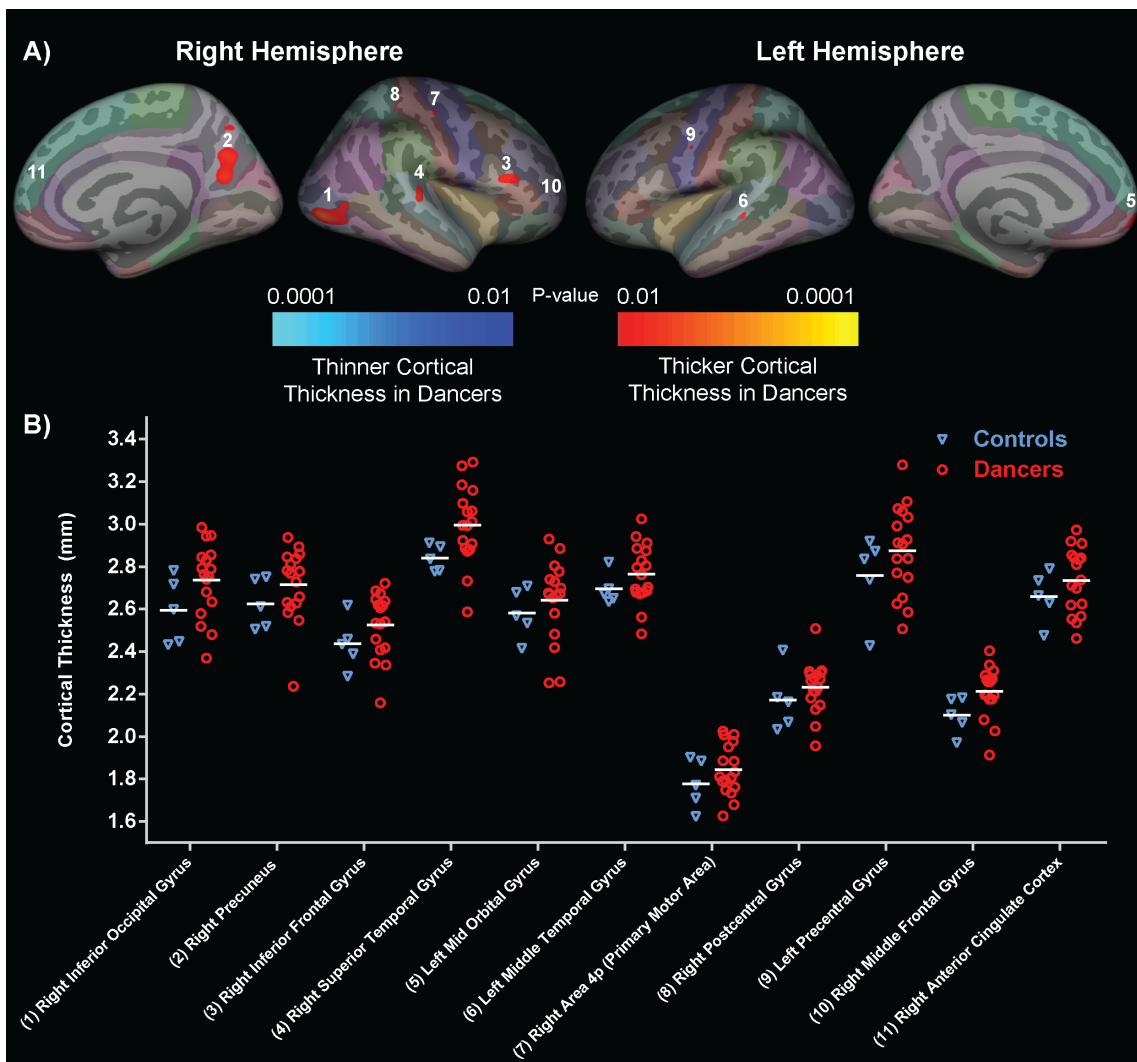 A)
Right Hemisphere
Left Hemisphere
11
2
8
7
4
3
1
10
9
6
5
0.0001
0.01
P-value
0.01
0.0001
Thinner Cortical
Thickness in Dancers
Thicker Cortical
Thickness in Dancers
B)
Controls
Dancers
Cortical Thickness (mm)
3.4
3.2
3.0
2.8
2.6
2.4
2.2
2.0
1.8
1.6
(1) Right Inferior Occipital Gyrus
(2) Right Precuneus
(3) Right Inferior Frontal Gyrus
(4) Right Superior Temporal Gyrus
(5) Left Mid Orbital Gyrus
(6) Left Middle Temporal Gyrus
(7) Right Area 4p (Primary Motor Area)
(8) Right Postcentral Gyrus
(9) Left Precentral Gyrus
(10) Right Middle Frontal Gyrus
(11) Right Anterior Cingulate Cortex